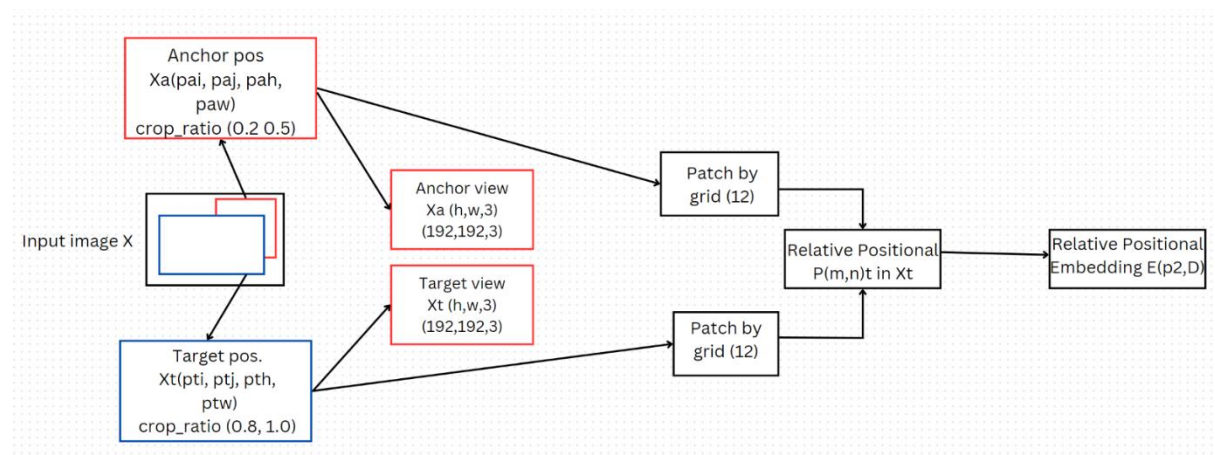 Anchor pos
Xa(pai, paj, pah,
paw)
crop_ratio (0.2 0.5)
Input image X
Target pos.
Xt(pti, ptj, pth,
ptw)
crop_ratio (0.8, 1.0)
Anchor view
Xa (h,w,3)
(192,192,3)
Target view
Xt (h,w,3)
(192,192,3)
Patch by
grid (12)
Patch by
grid (12)
Relative Positional
P(m,n)t in Xt
Relative Positional
Embedding E(p2,D)